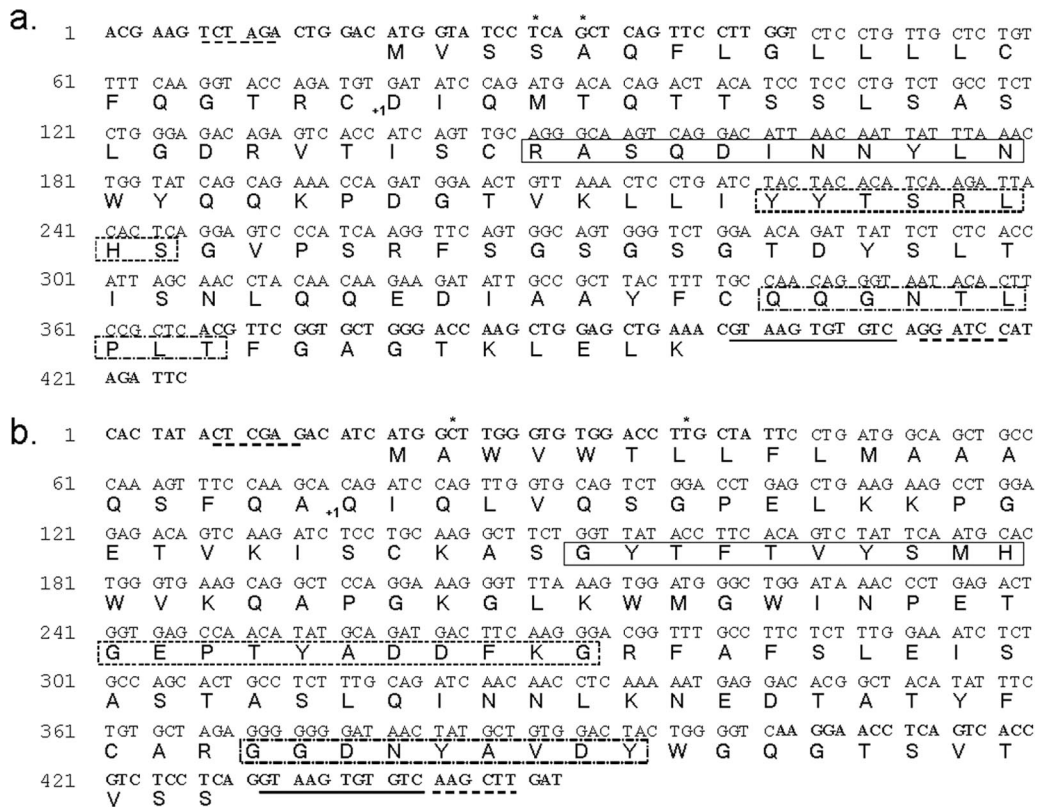 a.
* *
1 ACG AAG TCT AGA CTG GAC ATG GTA TCC TCA GCT CAG TTC CTT GGT CTC CTG TTG CTC TGT
M V S S A Q F L G L L L L C
61 TTT CAA GGT ACC AGA TGT GAT ATC CAG ATG ACA CAG ACT ACA TCC TCC CTG TCT GCC TCT
F Q G T R C +1 D I Q M T Q T T S S L S A S
121 CTG GGA GAC AGA GTC ACC ATC AGT TGC AGG GCA AGT CAG GAC ATT AAC AAT TAT TTA AAC
L G D R V T I S C R A S Q D I N N Y L N
181 TGG TAT CAG CAG AAA CCA GAT GGA ACT GTT AAA CTC CTG ATC TAC TAC ACA TCA AGA TTA
W Y Q Q K P D G T V K L L I Y Y T S R L
241 CAC TCA GGA GTC CCA TCA AGG TTC AGT GGC AGT GGG TCT GGA ACA GAT TAT TCT CTC ACC
H S G V P S R F S G S G S G T D Y S L T
301 ATT AGC AAC CTA CAA CAA GAA GAT ATT GCC GCT TAC TTT TGC CAA CAG GGT AAT ACA CTT
I S N L Q Q E D I A A Y F C Q Q G N T L
361 CCG CTC ACG TTC GGT GCT GGG ACC AAG CTG GAG CTG AAA CGT AAG TGT GTC AGG ATC CAT
P L T F G A G T K L E L K
421 AGA TTC
b.
* *
1 CAC TAT ACT CGA GAC ATC ATG GCT TGG GTG TGG ACC TTG CTA TTC CTG ATG GCA GCT GCC
M A W V W T L L F L M A A A
61 CAA AGT TTC CAA GCA CAG ATC CAG TTG GTG CAG TCT GGA CCT GAG CTG AAG AAG CCT GGA
Q S F Q A +1 Q I Q L V Q S G P E L K K P G
121 GAG ACA GTC AAG ATC TCC TGC AAG GCT TCT GGT TAT ACC TTC ACA GTC TAT TCA ATG CAC
E T V K I S C K A S G Y T F T V Y S M H
181 TGG GTG AAG CAG GCT CCA GGA AAG GGT TTA AAG TGG ATG GGC TGG ATA AAC CCT GAG ACT
W V K Q A P G K G L K W M G W I N P E T
241 GGT GAG CCA ACA TAT GCA GAT GAC TTC AAG GGA CGG TTT GCC TTC TCT TTG GAA ATC TCT
G E P T Y A D D F K G R F A F S L E I S
301 GCC AGC ACT GCC TCT TTG CAG ATC AAC AAC CTC AAA AAT GAG GAC ACG GCT ACA TAT TTC
A S T A S L Q I N N L K N E D T A T Y F
361 TGT GCT AGA GGG GGG GAT AAC TAT GCT GTG GAC TAC TGG GGT CAA GGA ACC TCA GTC ACC
C A R G G D N Y A V D Y W G Q G T S V T
421 GTC TCC TCA GGT AAG TGT GTC AAG CTT GAT
V S S